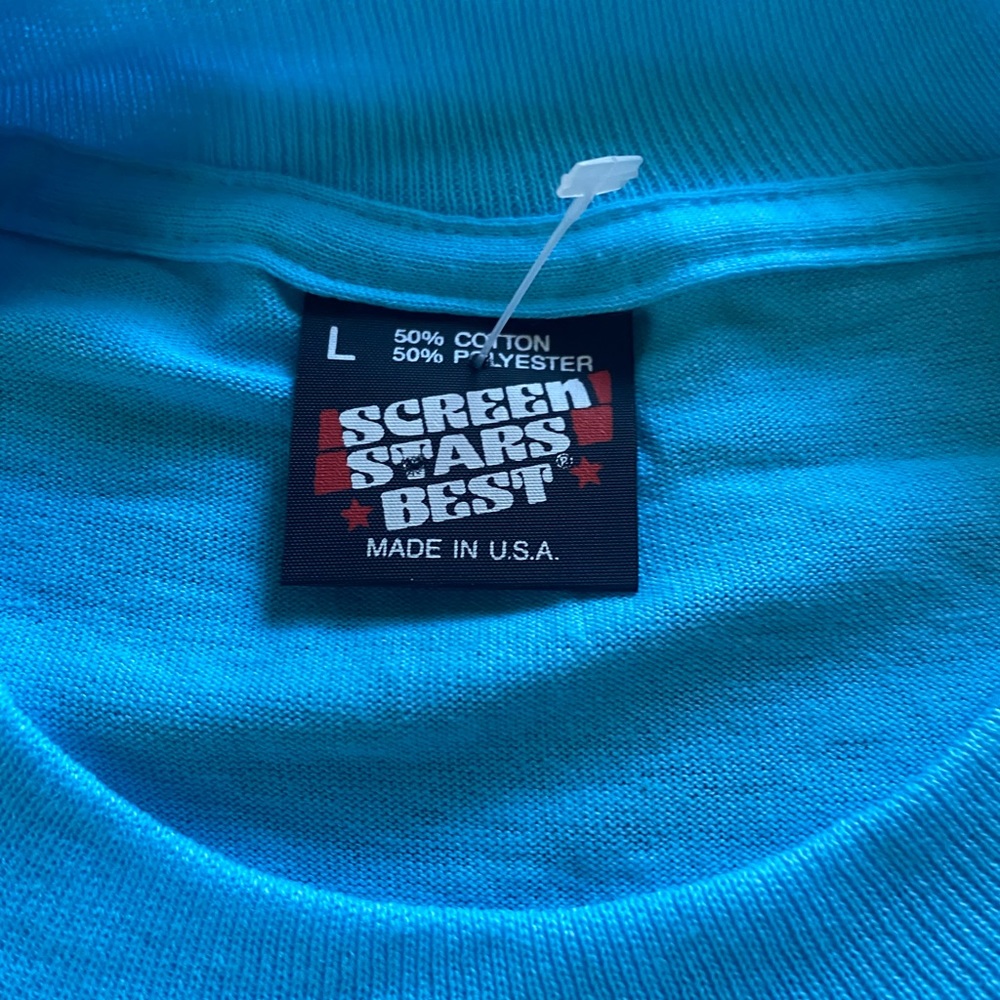 L
50% COTTON
50% POLYESTER
SCREEN
STARS
BEST®
MADE IN U.S.A.